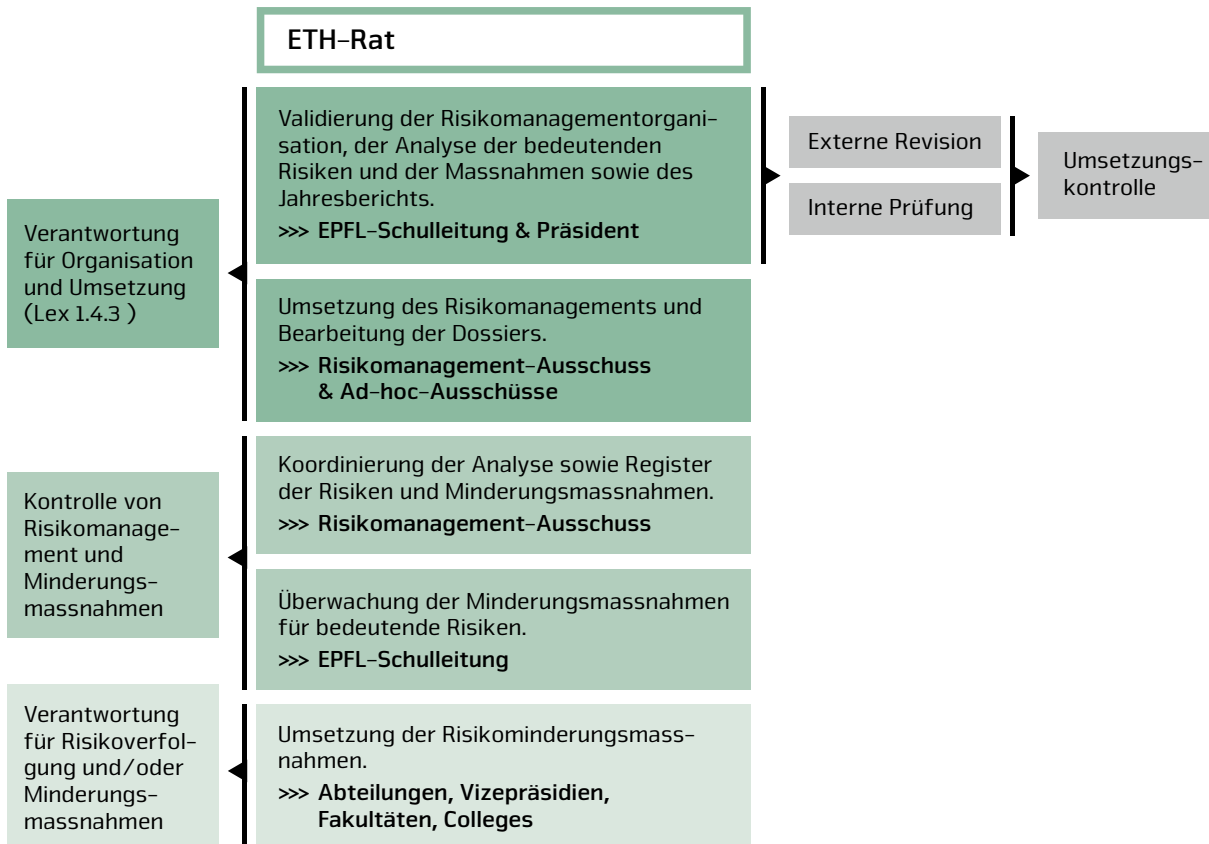 ETH–Rat
Validierung der Risikomanagementorgani–
sation, der Analyse der bedeutenden
Risiken und der Massnahmen sowie des
Jahresberichts.
>>> EPFL–Schulleitung & Präsident
Externe Revision
Interne Prüfung
Umsetzungs–
kontrolle
Verantwortung
für Organisation
und Umsetzung
(Lex 1.4.3 )
Umsetzung des Risikomanagements und
Bearbeitung der Dossiers.
>>> Risikomanagement–Ausschuss
& Ad–hoc–Ausschüsse
Kontrolle von
Risikomanage–
ment und
Minderungs–
massnahmen
Koordinierung der Analyse sowie Register
der Risiken und Minderungsmassnahmen.
>>> Risikomanagement–Ausschuss
Überwachung der Minderungsmassnahmen
für bedeutende Risiken.
>>> EPFL–Schulleitung
Verantwortung
für Risikoverfol–
gung und/oder
Minderungs–
massnahmen
Umsetzung der Risikominderungsmass–
nahmen.
>>> Abteilungen, Vizepräsidien,
Fakultäten, Colleges